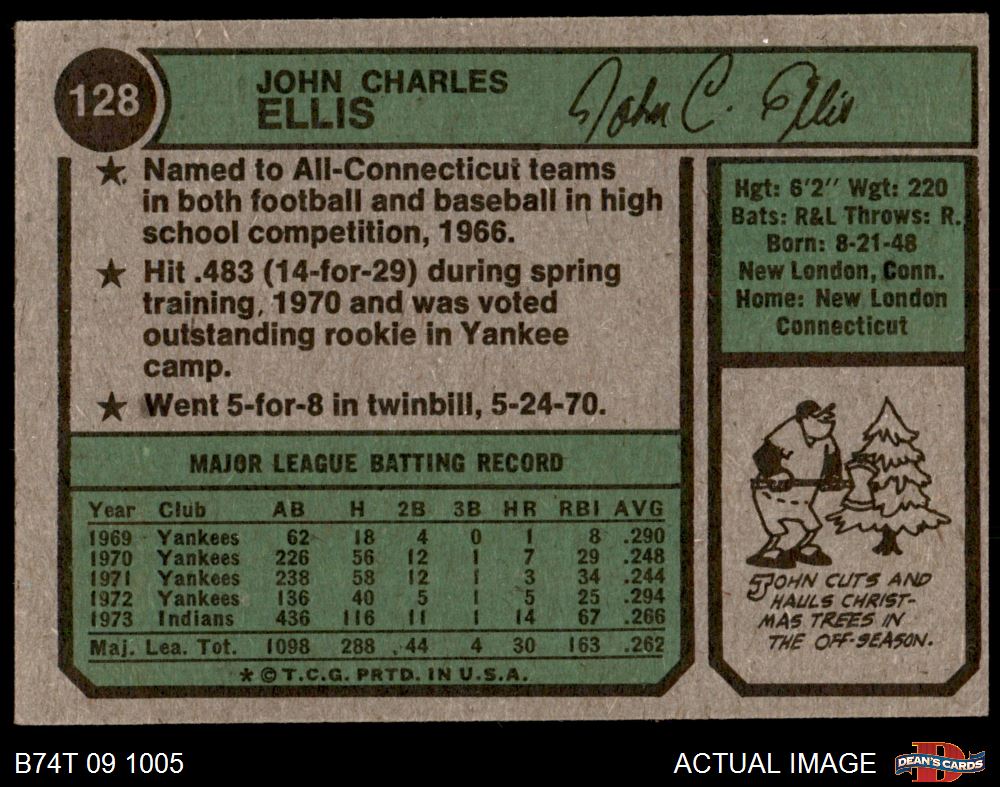 128
JOHN CHARLES
ELLIS
John C. Ellis
★ Named to All-Connecticut teams
in both football and baseball in high
school competition, 1966.
★ Hit .483 (14-for-29) during spring
training, 1970 and was voted
outstanding rookie in Yankee
camp.
★ Went 5-for-8 in twinbill, 5-24-70.
MAJOR LEAGUE BATTING RECORD
Year Club AB H 2B 3B HR RBI AVG
1969 Yankees 62 18 4 0 1 8 .290
1970 Yankees 226 56 12 1 7 29 .248
1971 Yankees 238 58 12 1 3 34 .244
1972 Yankees 136 40 5 1 5 25 .294
1973 Indians 436 116 11 1 14 67 .266
Maj. Lea. Tot. 1098 288 44 4 30 163 .262
* © T.C.G. PRTD. IN U.S.A.
Hgt: 6'2" Wgt: 220
Bats: R&L Throws: R.
Born: 8-21-48
New London, Conn.
Home: New London
Connecticut
JOHN CUTS AND
HAULS CHRIST-
MAS TREES IN
THE OFF-SEASON.
B74T 09 1005
ACTUAL IMAGE
DEAN'S CARDS